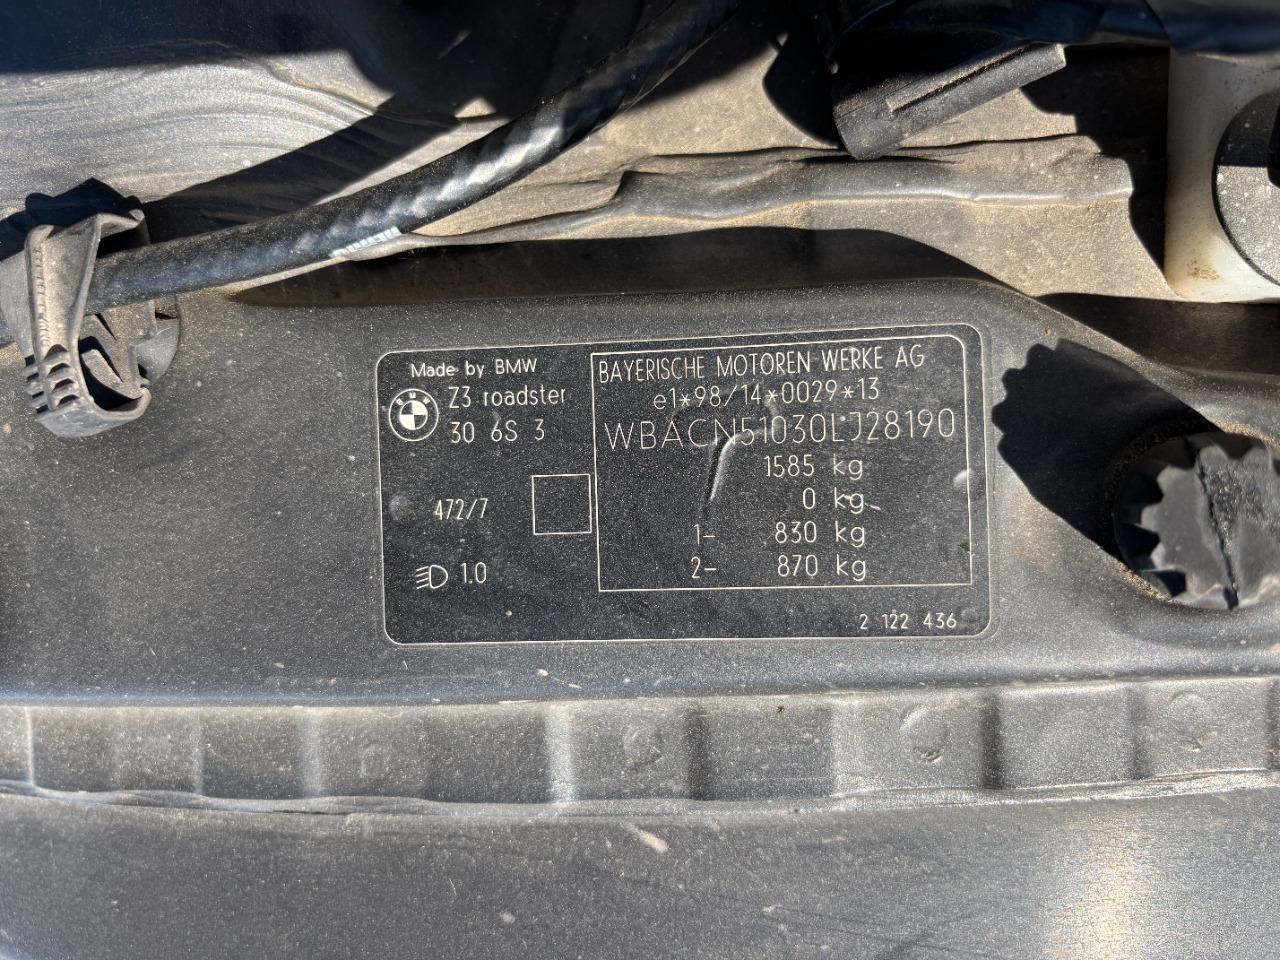 Made by BMW
Z3 roadster
30 6S 3
472/7
1.0
BAYERISCHE MOTOREN WERKE AG
e1*98/14*0029*13
WBACN51030LJ28190
1585 kg
0 kg
1- 830 kg
2- 870 kg
2 122 436